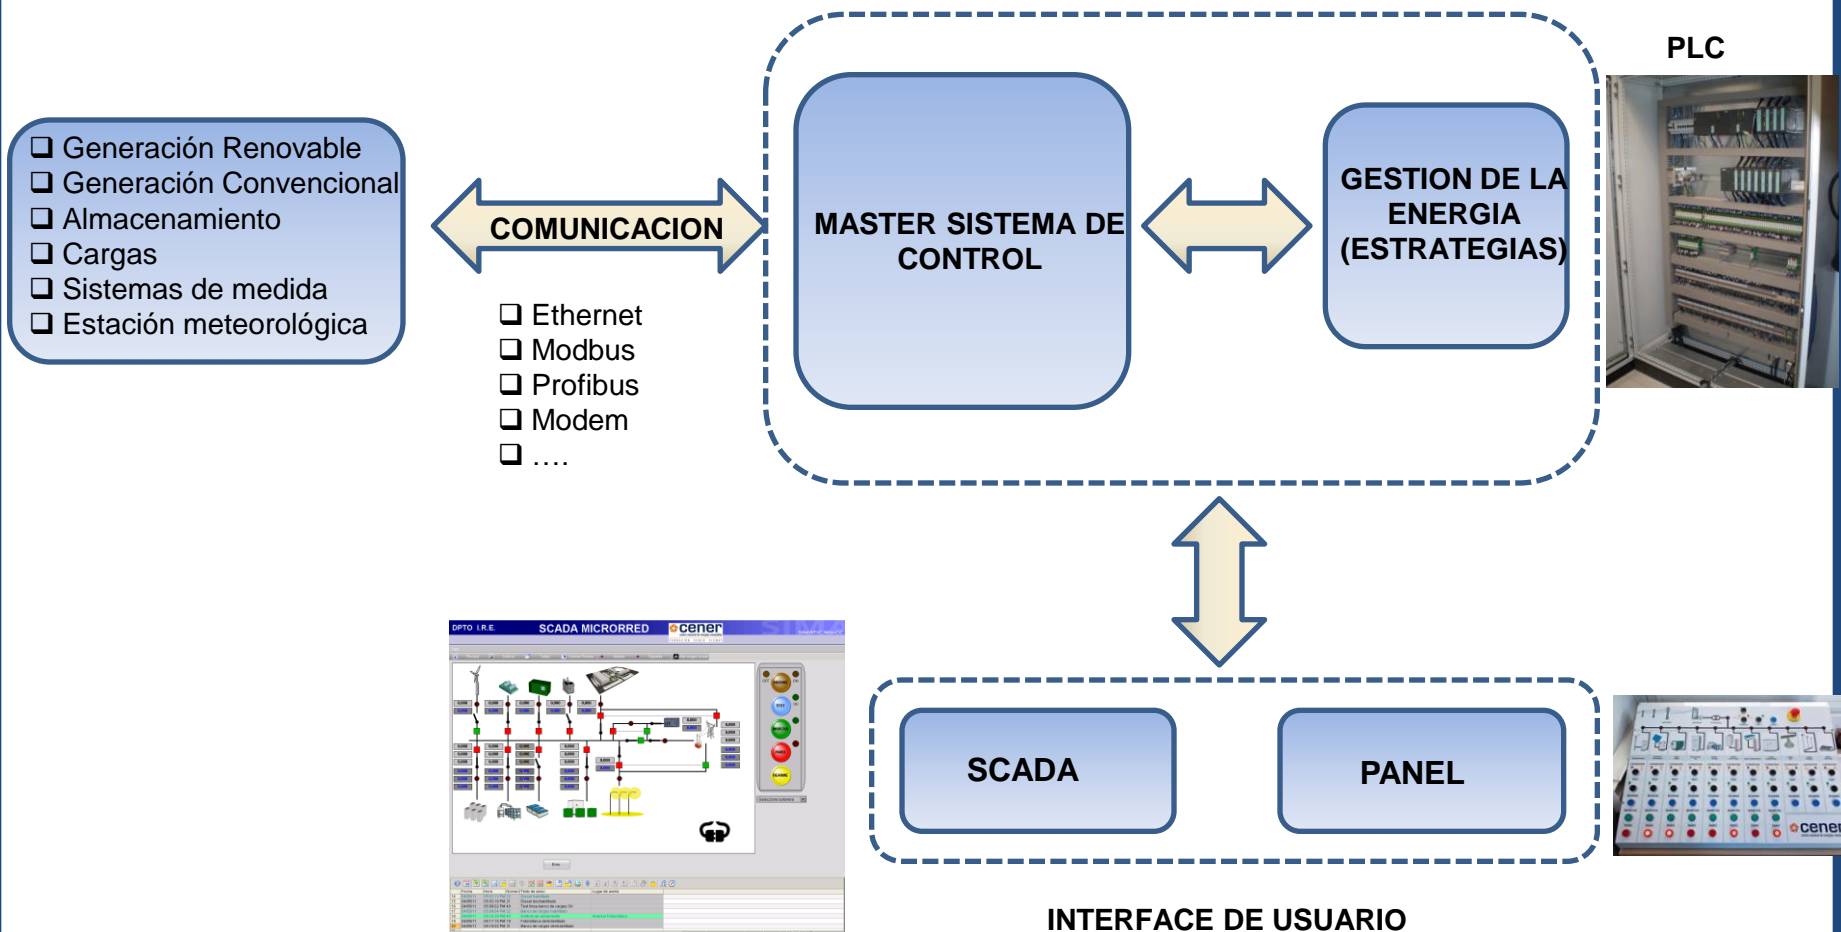 PLC
Generación Renovable
Generación Convencional
Almacenamiento
Cargas
Sistemas de medida
Estación meteorológica
COMUNICACION
Ethernet
Modbus
Profibus
Modem
....
MASTER SISTEMA DE
CONTROL
GESTION DE LA
ENERGIA
(ESTRATEGIAS)
DPTO I.R.E.
SCADA MICRORRED
cener
SCADA
PANEL
cener
INTERFACE DE USUARIO